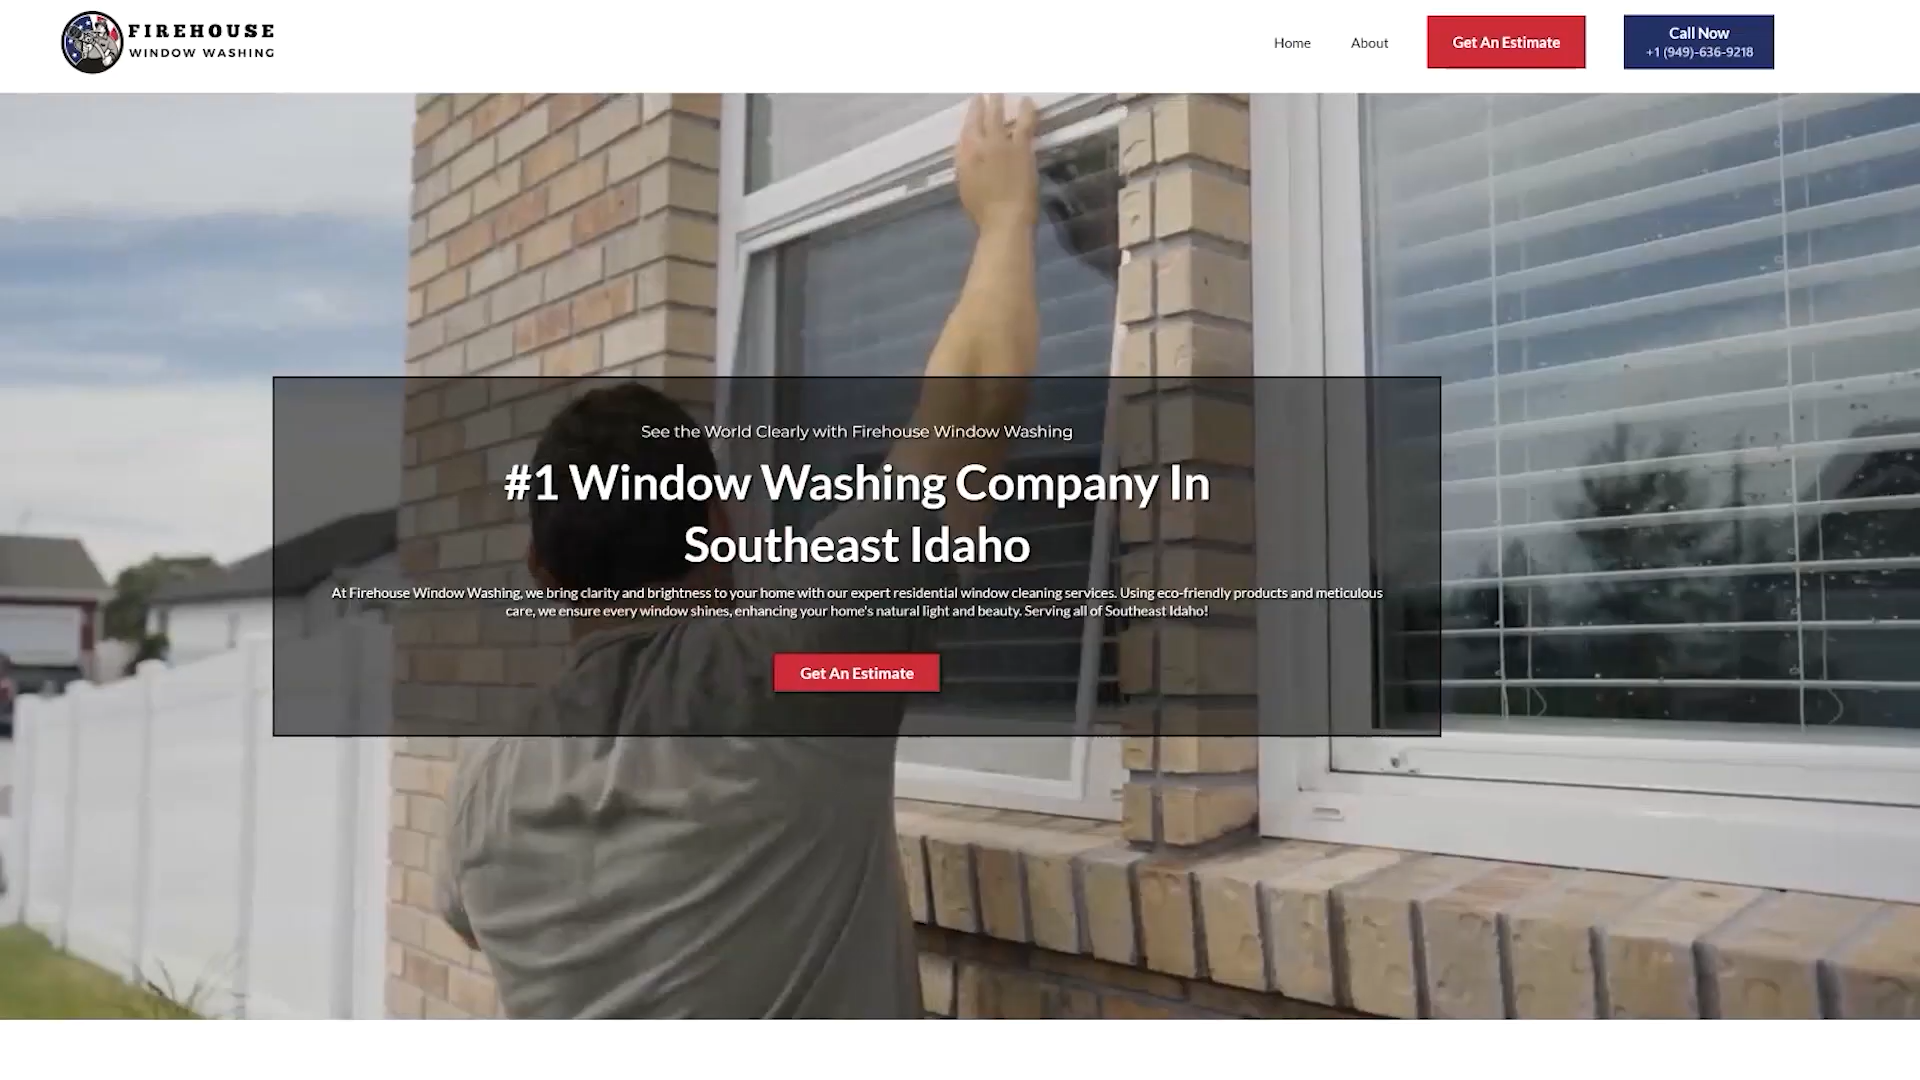 FIREHOUSE
WINDOW WASHING
Home
About
Get An Estimate
Call Now
+1 (949)-636-9218
See the World Clearly with Firehouse Window Washing
#1 Window Washing Company In
Southeast Idaho
At Firehouse Window Washing, we bring clarity and brightness to your home with our expert residential window cleaning services. Using eco-friendly products and meticulous
care, we ensure every window shines, enhancing your home's natural light and beauty. Serving all of Southeast Idaho!
Get An Estimate